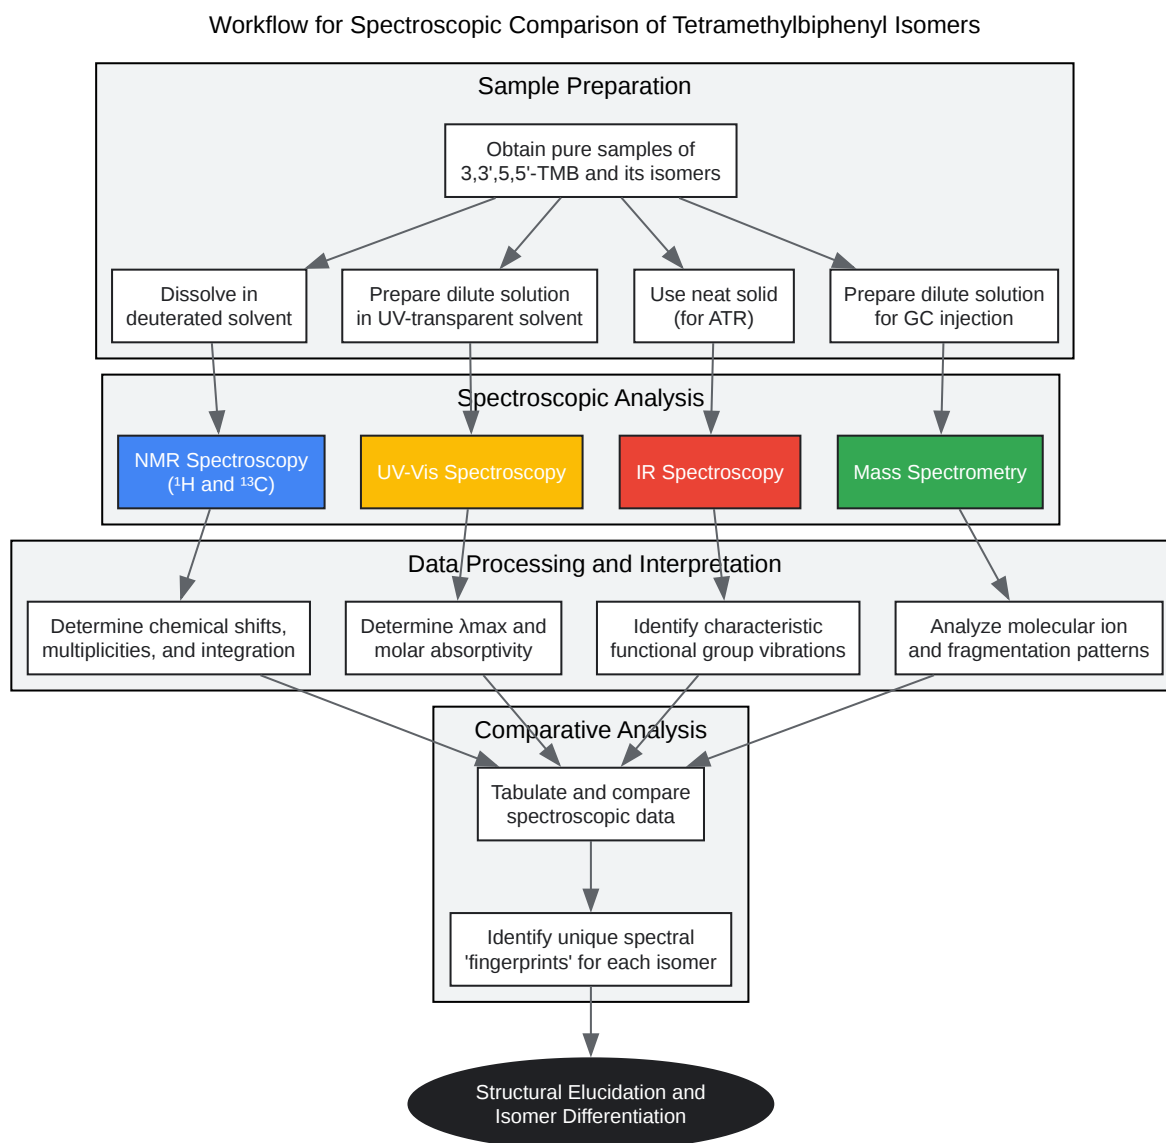 Workflow for Spectroscopic Comparison of Tetramethylbiphenyl Isomers
Sample Preparation
Obtain pure samples of
3,3',5,5'-TMB and its isomers
Dissolve in
deuterated solvent
Prepare dilute solution
in UV-transparent solvent
Use neat solid
(for ATR)
Prepare dilute solution
for GC injection
Spectroscopic Analysis
NMR Spectroscopy
(¹H and ¹³C)
UV-Vis Spectroscopy
IR Spectroscopy
Mass Spectrometry
Data Processing and Interpretation
Determine chemical shifts,
multiplicities, and integration
Determine λmax and
molar absorptivity
Identify characteristic
functional group vibrations
Analyze molecular ion
and fragmentation patterns
Comparative Analysis
Tabulate and compare
spectroscopic data
Identify unique spectral
'fingerprints' for each isomer
Structural Elucidation and
Isomer Differentiation